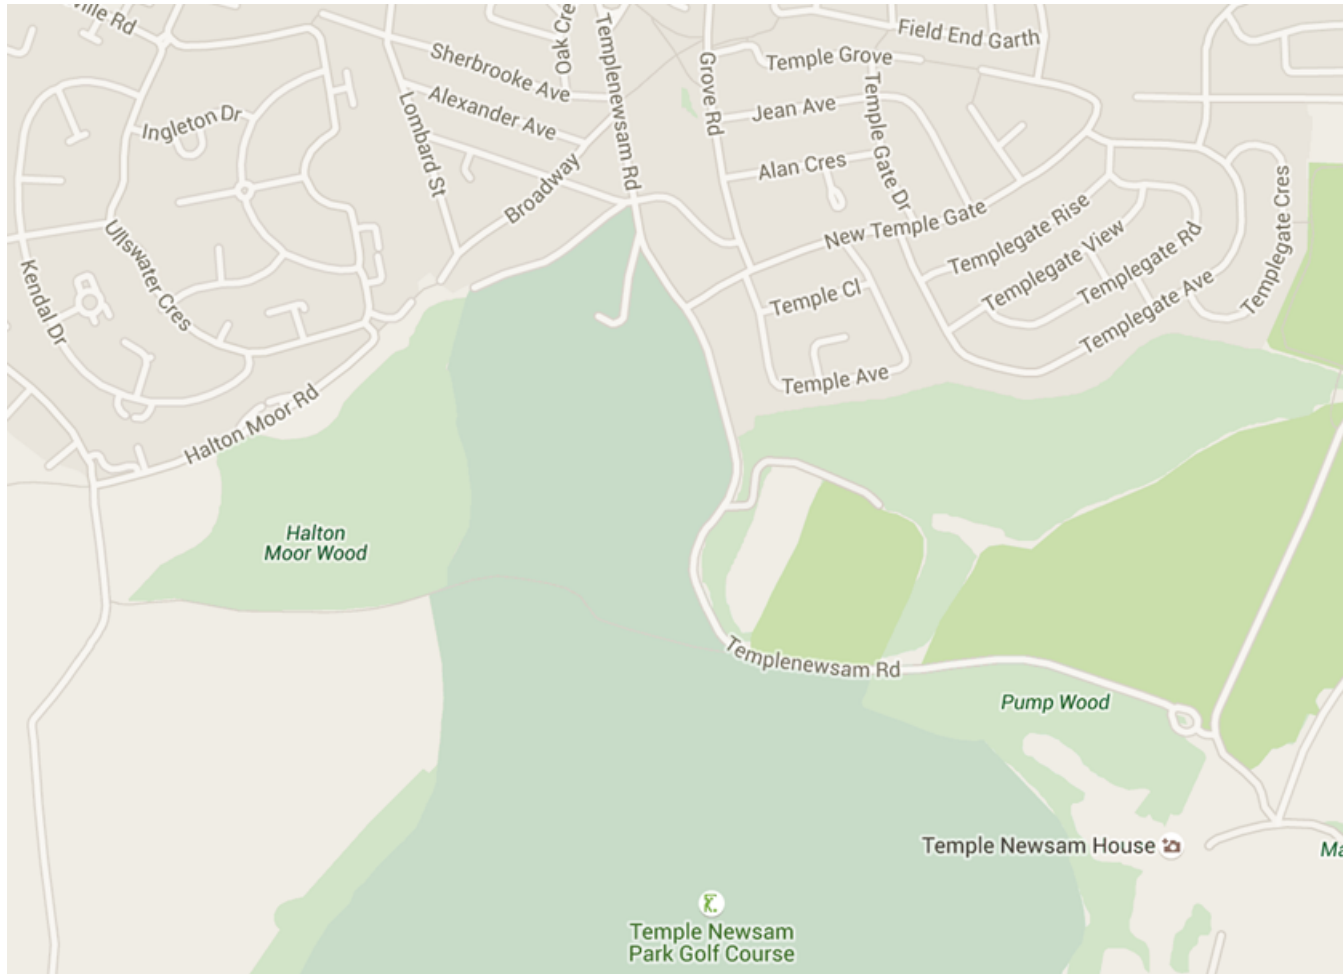 ville Rd
Oak Cre
Templenewsam Rd
Field End Garth
Sherbrooke Ave
Grove Rd
Temple Grove
Alexander Ave
Lombard St
Jean Ave
Temple Gate Dr
Ingleton Dr
Broadway
Alan Cres
Templegate Cres
New Temple Gate
Templegate Rise
Ullswater Cres
Templegate View
Templegate Rd
Kendal Dr
Temple Cl
Templegate Ave
Temple Ave
Halton Moor Rd
Halton
Moor Wood
Templenewsam Rd
Pump Wood
Temple Newsam House
Ma
Temple Newsam
Park Golf Course